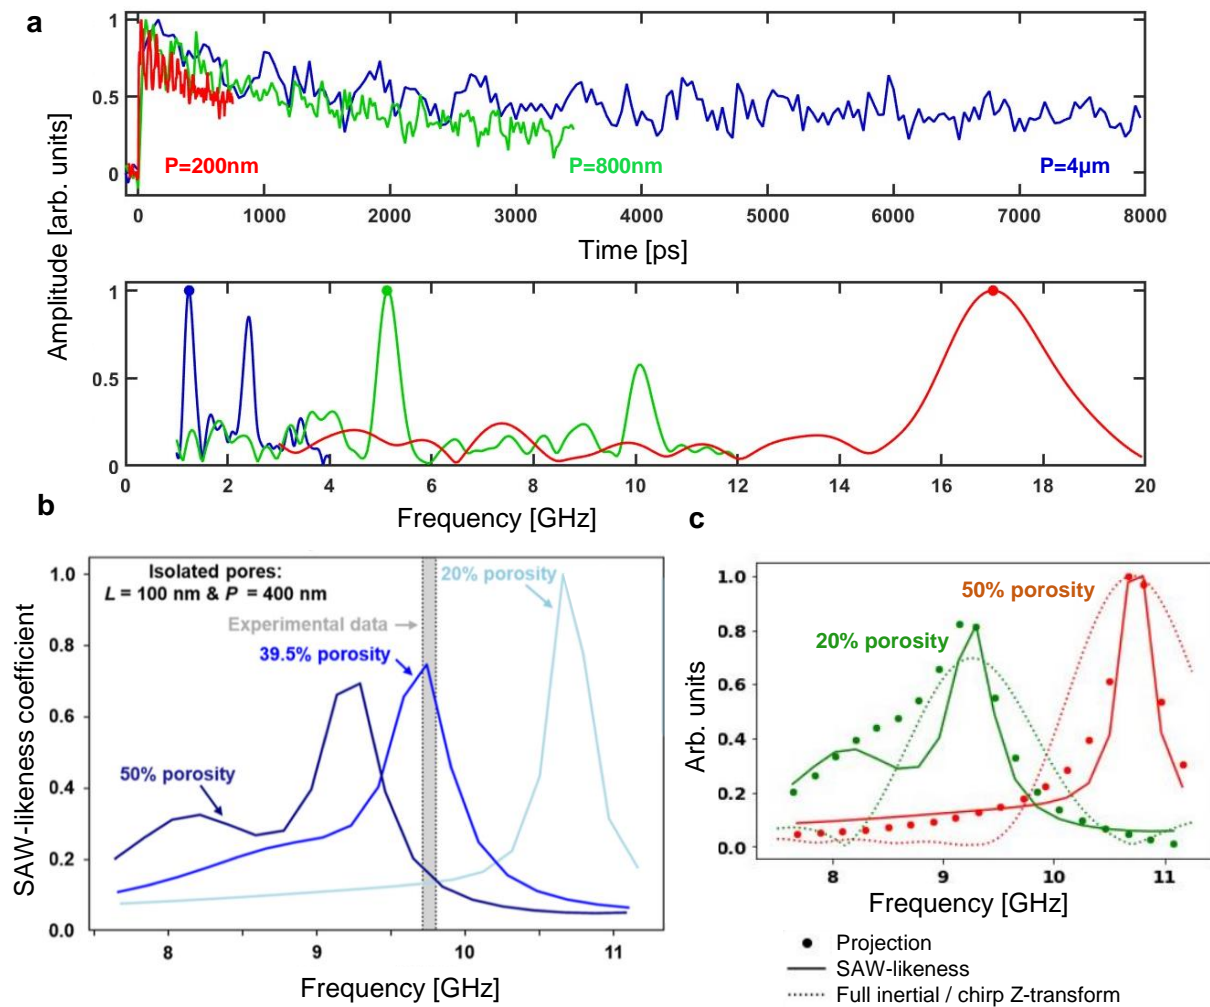 a
1
0.5
0
P=200nm
P=800nm
P=4µm
0 1000 2000 3000 4000 5000 6000 7000 8000
Time [ps]
Amplitude [arb. units]
1
0.5
0
0 2 4 6 8 10 12 14 16 18 20
Frequency [GHz]
b
Isolated pores:
L = 100 nm & P = 400 nm
20% porosity
Experimental data
39.5% porosity
50% porosity
1.0
0.8
0.6
0.4
0.2
0.0
SAW-likeness coefficient
8 9 10 11
Frequency [GHz]
c
50% porosity
20% porosity
1.0
0.8
0.6
0.4
0.2
0.0
Arb. units
8 9 10 11
Frequency [GHz]
Projection
SAW-likeness
Full inertial / chirp Z-transform